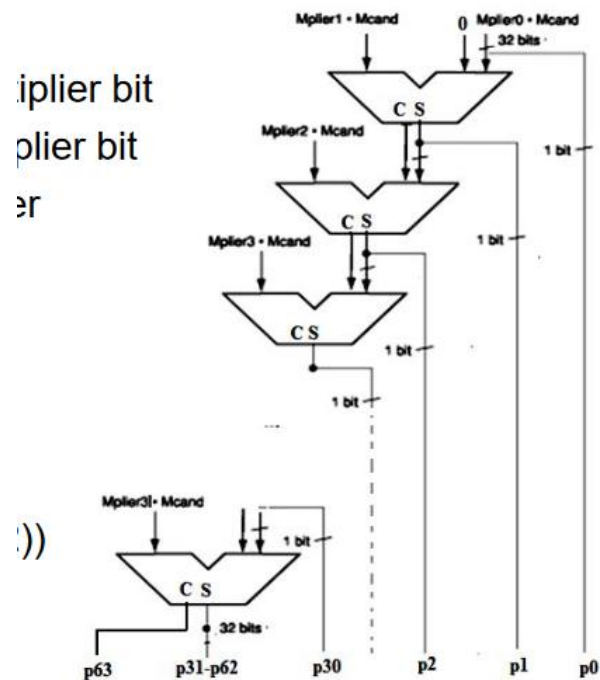 Mplier1 • Mcand 0 Mplier0 • Mcand
32 bits
tiplier bit
C S
plier bit
Mplier2 • Mcand
1 bit
er
C S
Mplier3 • Mcand
1 bit
C S
1 bit
1 bit
Mplier31 • Mcand
))
1 bit
C S
32 bits
p63 p31-p62 p30 p2 p1 p0